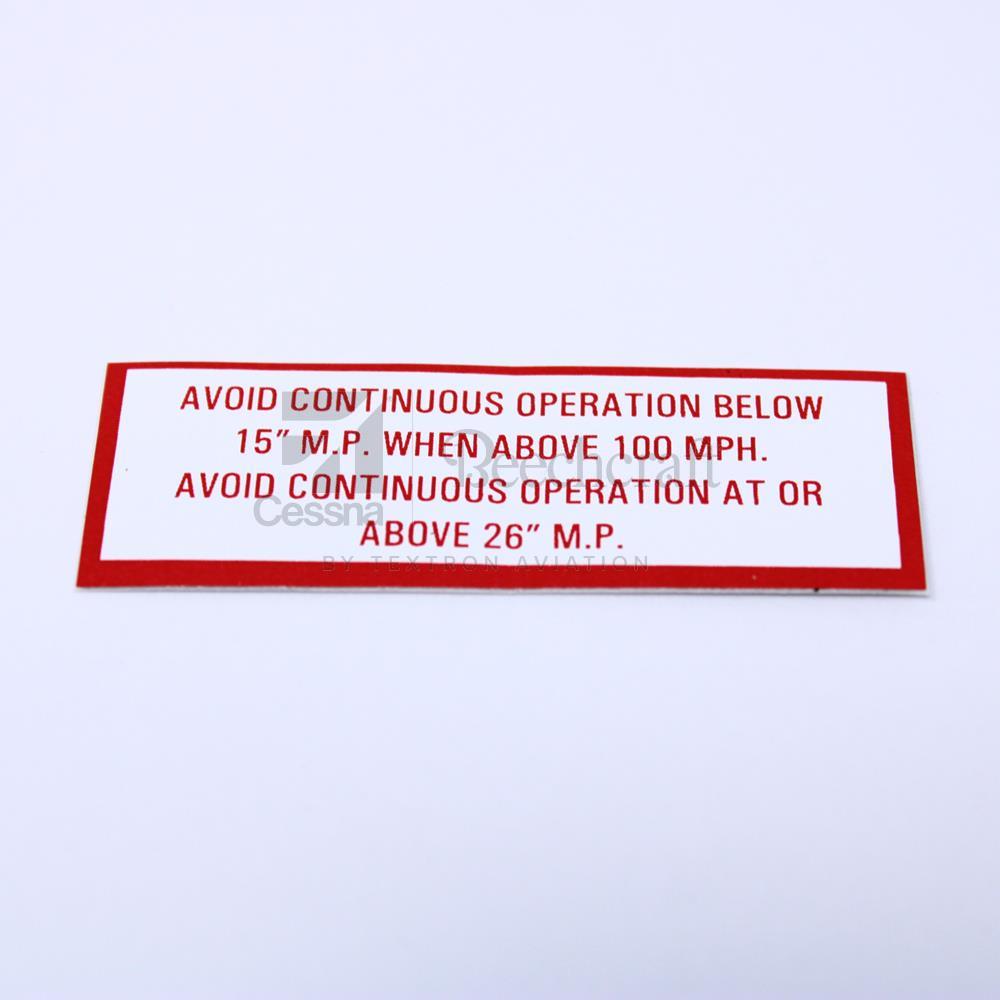 AVOID CONTINUOUS OPERATION BELOW
15" M.P. WHEN ABOVE 100 MPH.
AVOID CONTINUOUS OPERATION AT OR
ABOVE 26" M.P.
Cessna
Beechcraft
BY TEXTRON AVIATION